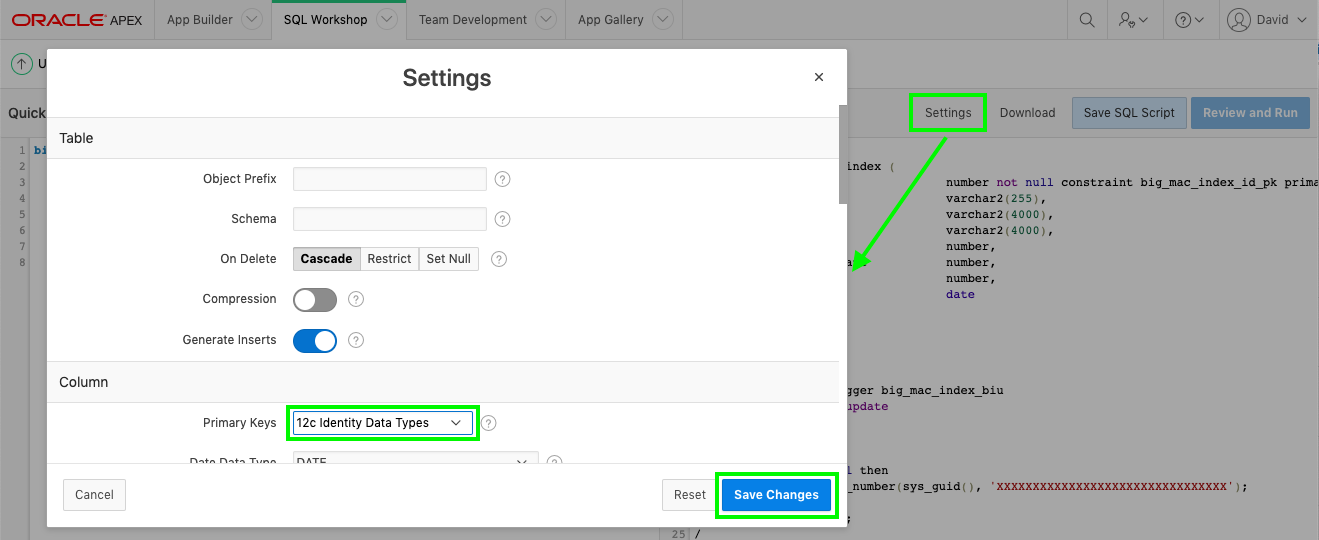 ORACLE APEX App Builder SQL Workshop Team Development App Gallery David
U
Settings
Quick
Settings Download Save SQL Script Review and Run
Table
Object Prefix
Schema
On Delete Cascade Restrict Set Null
Compression
Generate Inserts
Column
Primary Keys 12c Identity Data Types
Date Data Type DATE
Cancel Reset Save Changes
1 bi
2
3
4
5
6
7
8
index (
number not null constraint big_mac_index_id_pk prima
varchar2(255),
varchar2(4000),
varchar2(4000),
number,
number,
number,
date
gger big_mac_index_biu
update
l then
_number(sys_guid(), 'XXXXXXXXXXXXXXXXXXXXXXXXXXXXXXXX');
;
25 /